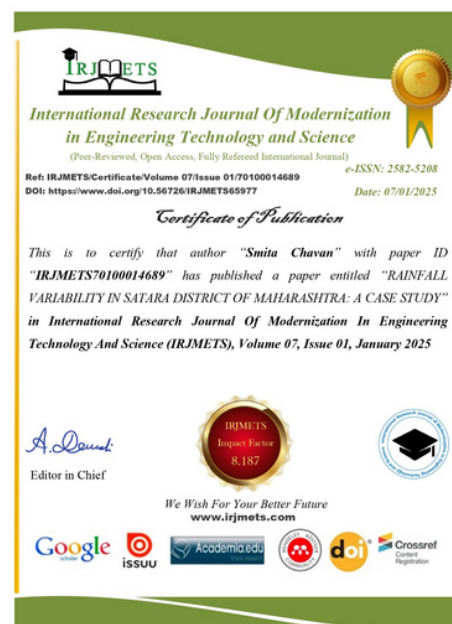 IRJMETS
International Research Journal Of Modernization
in Engineering Technology and Science
(Peer-Reviewed, Open Access, Fully Refereed International Journal)
e-ISSN: 2582-5208
Ref: IRJMETS/Certificate/Volume 07/Issue 01/70100014689
DOI: https://www.doi.org/10.56726/IRJMETS65977
Date: 07/01/2025
Certificate of Publication
This is to certify that author “Smita Chavan” with paper ID
“IRJMETS70100014689” has published a paper entitled “RAINFALL
VARIABILITY IN SATARA DISTRICT OF MAHARASHTRA: A CASE STUDY”
in International Research Journal Of Modernization In Engineering
Technology And Science (IRJMETS), Volume 07, Issue 01, January 2025
IRJMETS
Impact Factor
8.187
A. Denushi
Editor in Chief
We Wish For Your Better Future
www.irjmets.com
Google
scholar
issuu
Academia.edu
MENDELEY ADVISOR
COMMUNITY
doi
Crossref
Content
Registration